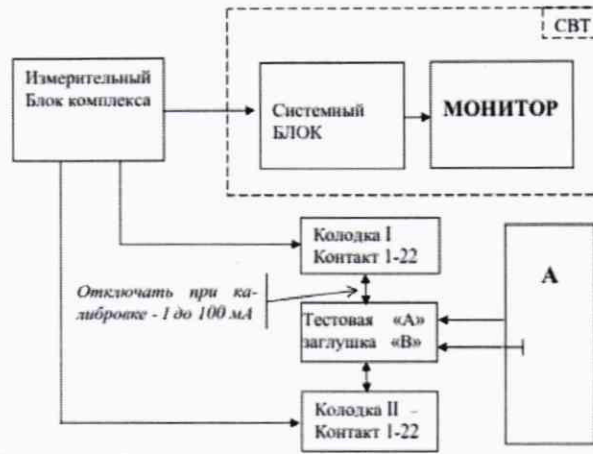 СВТ
Измерительный
Блок комплекса
Системный
БЛОК
МОНИТОР
Колодка I
Контакт 1-22
Отключать при ка-
либровке - I до 100 мА
Тестовая «А»
заглушка «В»
А
Колодка II –
Контакт 1-22